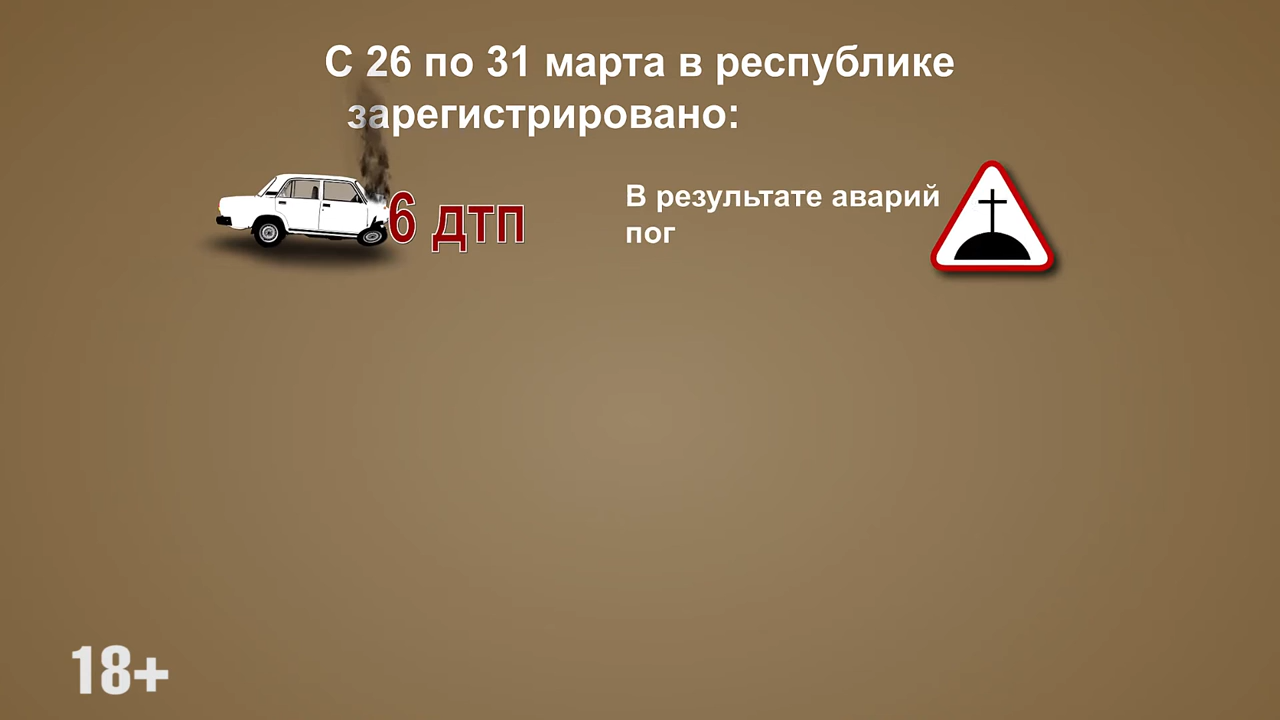 С 26 по 31 марта в республике
зарегистрировано:
6 ДТП
В результате аварий
пог
18+